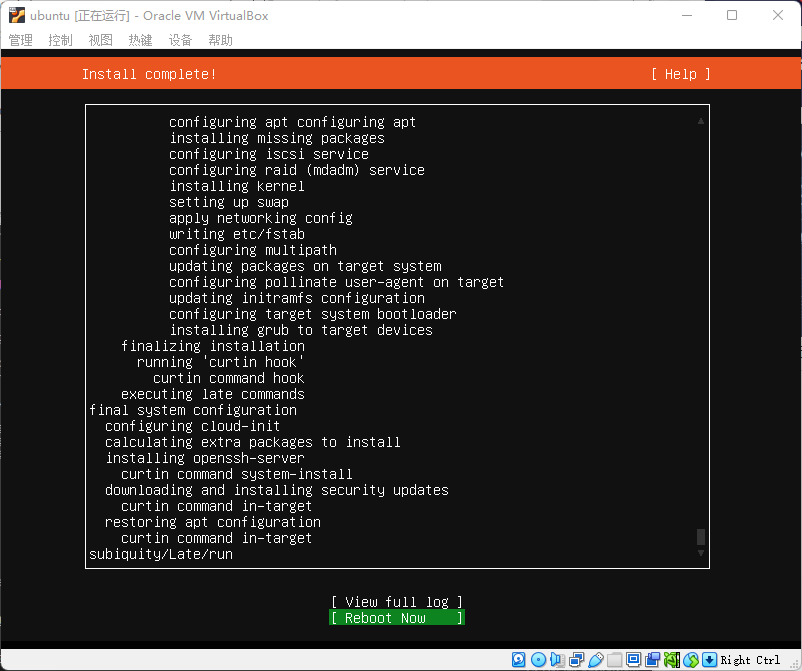 ubuntu [正在运行] - Oracle VM VirtualBox
管理 控制 视图 热键 设备 帮助
Install complete! [ Help ]
configuring apt configuring apt
installing missing packages
configuring iscsi service
configuring raid (mdadm) service
installing kernel
setting up swap
apply networking config
writing etc/fstab
configuring multipath
updating packages on target system
configuring pollinate user-agent on target
updating initramfs configuration
configuring target system bootloader
installing grub to target devices
finalizing installation
running 'curtin hook'
curtin command hook
executing late commands
final system configuration
configuring cloud-init
calculating extra packages to install
installing openssh-server
curtin command system-install
downloading and installing security updates
curtin command in-target
restoring apt configuration
curtin command in-target
subiquity/Late/run
[ View full log ]
[ Reboot Now ]
Right Ctrl